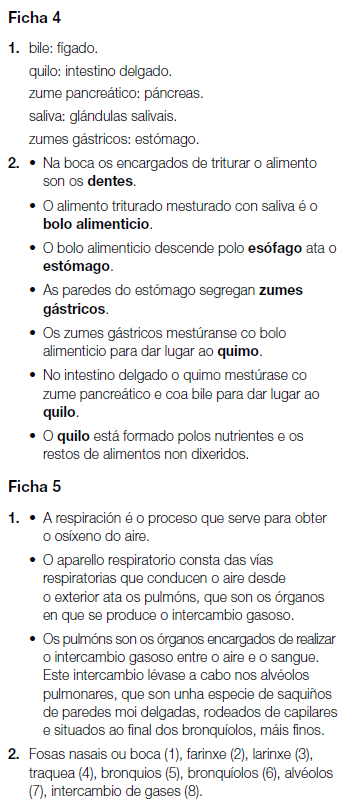 Ficha 4
1. bile: fígado.
quilo: intestino delgado.
zume pancreático: páncreas.
saliva: glándulas salivais.
zumes gástricos: estómago.
2. • Na boca os encargados de triturar o alimento
son os dentes.
• O alimento triturado mesturado con saliva é o
bolo alimenticio.
• O bolo alimenticio descende polo esófago ata o
estómago.
• As paredes do estómago segregan zumes
gástricos.
• Os zumes gástricos mestúranse co bolo
alimenticio para dar lugar ao quimo.
• No intestino delgado o quimo mestúrase co
zume pancreático e coa bile para dar lugar ao
quilo.
• O quilo está formado polos nutrientes e os
restos de alimentos non dixeridos.
Ficha 5
1. • A respiración é o proceso que serve para obter
o osíxeno do aire.
• O aparello respiratorio consta das vías
respiratorias que conducen o aire desde
o exterior ata os pulmóns, que son os órganos
en que se produce o intercambio gasoso.
• Os pulmóns son os órganos encargados de realizar
o intercambio gasoso entre o aire e o sangue.
Este intercambio lévase a cabo nos alvéolos
pulmonares, que son unha especie de saquiños
de paredes moi delgadas, rodeados de capilares
e situados ao final dos bronquíolos, máis finos.
2. Fosas nasais ou boca (1), farinxe (2), larinxe (3),
traquea (4), bronquios (5), bronquíolos (6), alvéolos
(7), intercambio de gases (8).